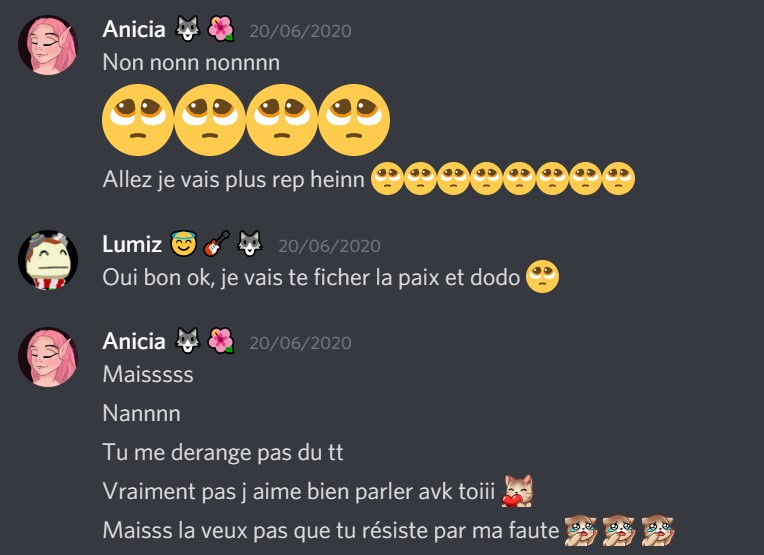 Anicia 🐺 🌺 20/06/2020
Non nonn nonnnn
🥺🥺🥺🥺
Allez je vais plus rep heinn 🥺🥺🥺🥺🥺🥺🥺🥺
Lumiz 😇 🎸 🐺 20/06/2020
Oui bon ok, je vais te ficher la paix et dodo 🥺
Anicia 🐺 🌺 20/06/2020
Maisssss
Nannnn
Tu me derange pas du tt
Vraiment pas j aime bien parler avk toiii
Maisss la veux pas que tu résiste par ma faute